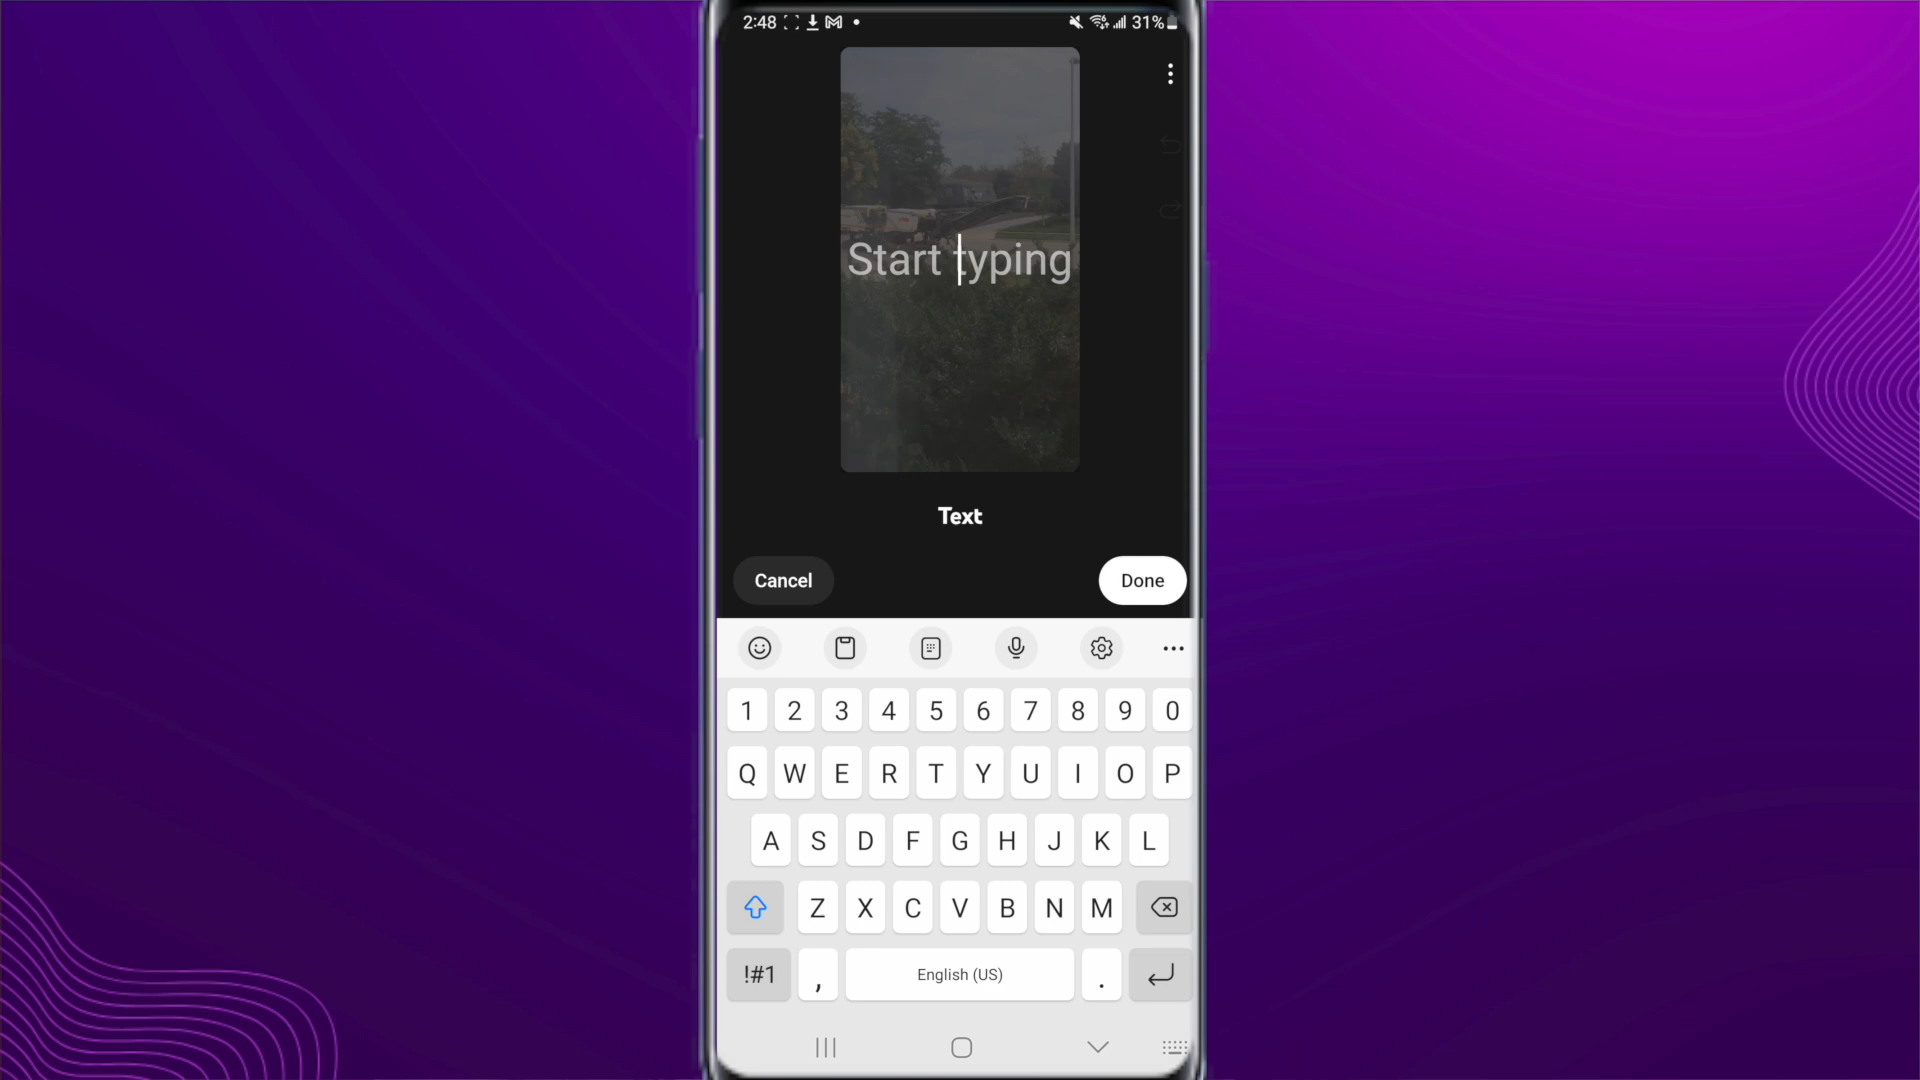 2:48
31%
Start typing
Text
Cancel
Done
1 2 3 4 5 6 7 8 9 0
Q W E R T Y U I O P
A S D F G H J K L
Z X C V B N M
!#1 , English (US) .